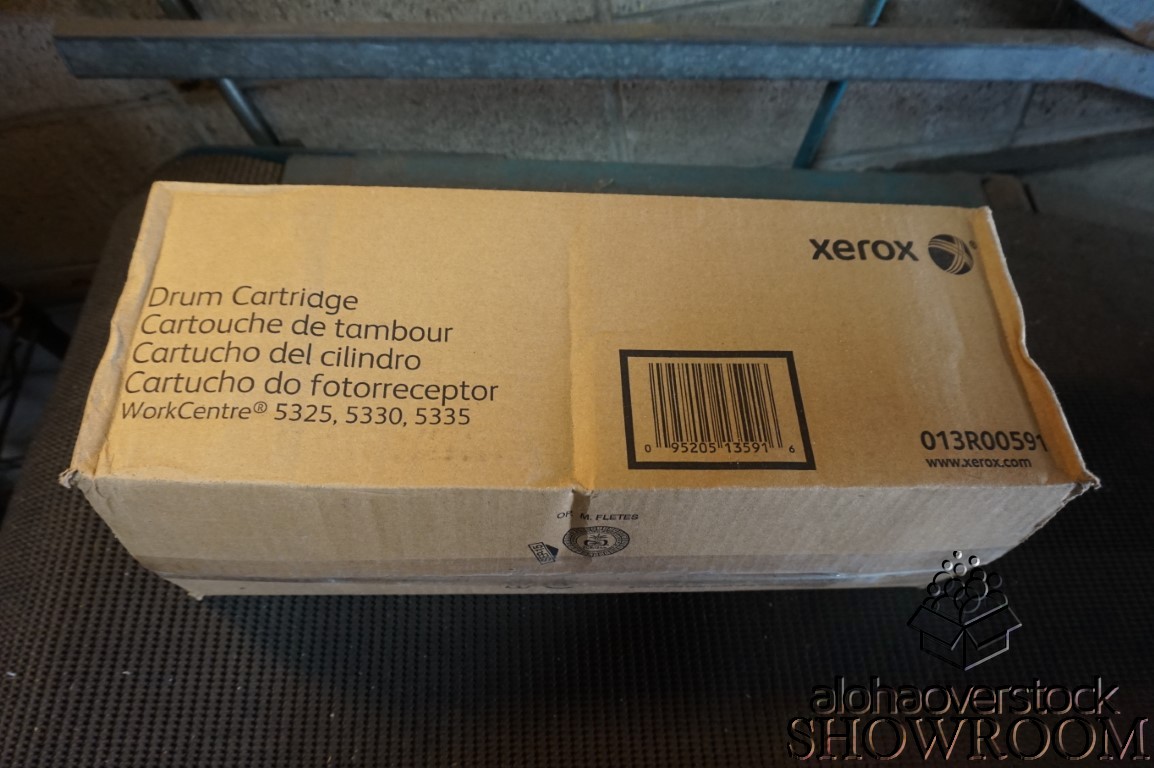 xerox
Drum Cartridge
Cartouche de tambour
Cartucho del cilindro
Cartucho do fotorreceptor
WorkCentre® 5325, 5330, 5335
0 95205 13591 6
013R00591
www.xerox.com
M. FLETES
alohaoverstock
SHOWROOM